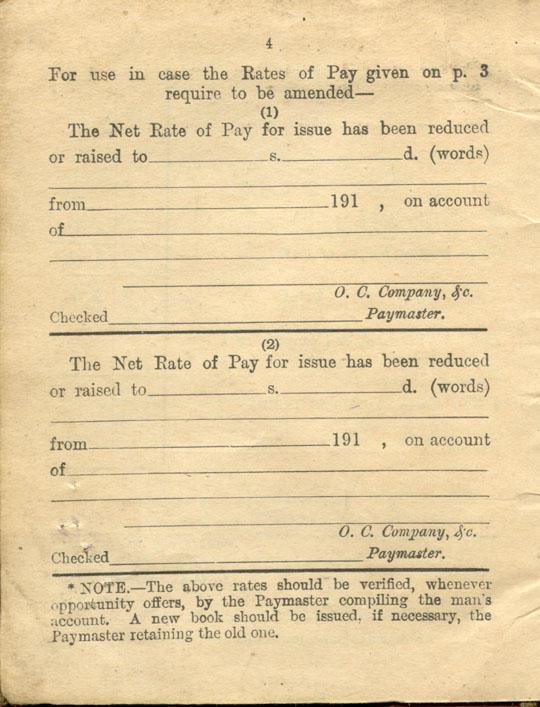 4
For use in case the Rates of Pay given on p. 3
require to be amended—
(1)
The Net Rate of Pay for issue has been reduced
or raised to s. d. (words)
from 191 , on account
of
O. C. Company, &c.
Checked Paymaster.
(2)
The Net Rate of Pay for issue has been reduced
or raised to s. d. (words)
from 191 , on account
of
O. C. Company, &c.
Checked Paymaster.
* NOTE.—The above rates should be verified, whenever
opportunity offers, by the Paymaster compiling the man's
account. A new book should be issued, if necessary, the
Paymaster retaining the old one.